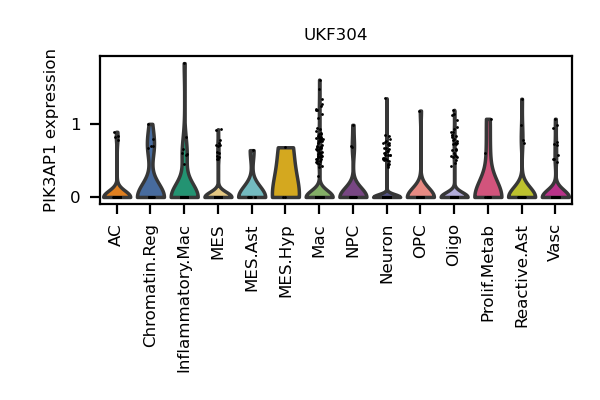 UKF304
PIK3AP1 expression
1
0
AC
Chromatin.Reg
Inflammatory.Mac
MES
MES.Ast
MES.Hyp
Mac
NPC
Neuron
OPC
Oligo
Prolif.Metab
Reactive.Ast
Vasc